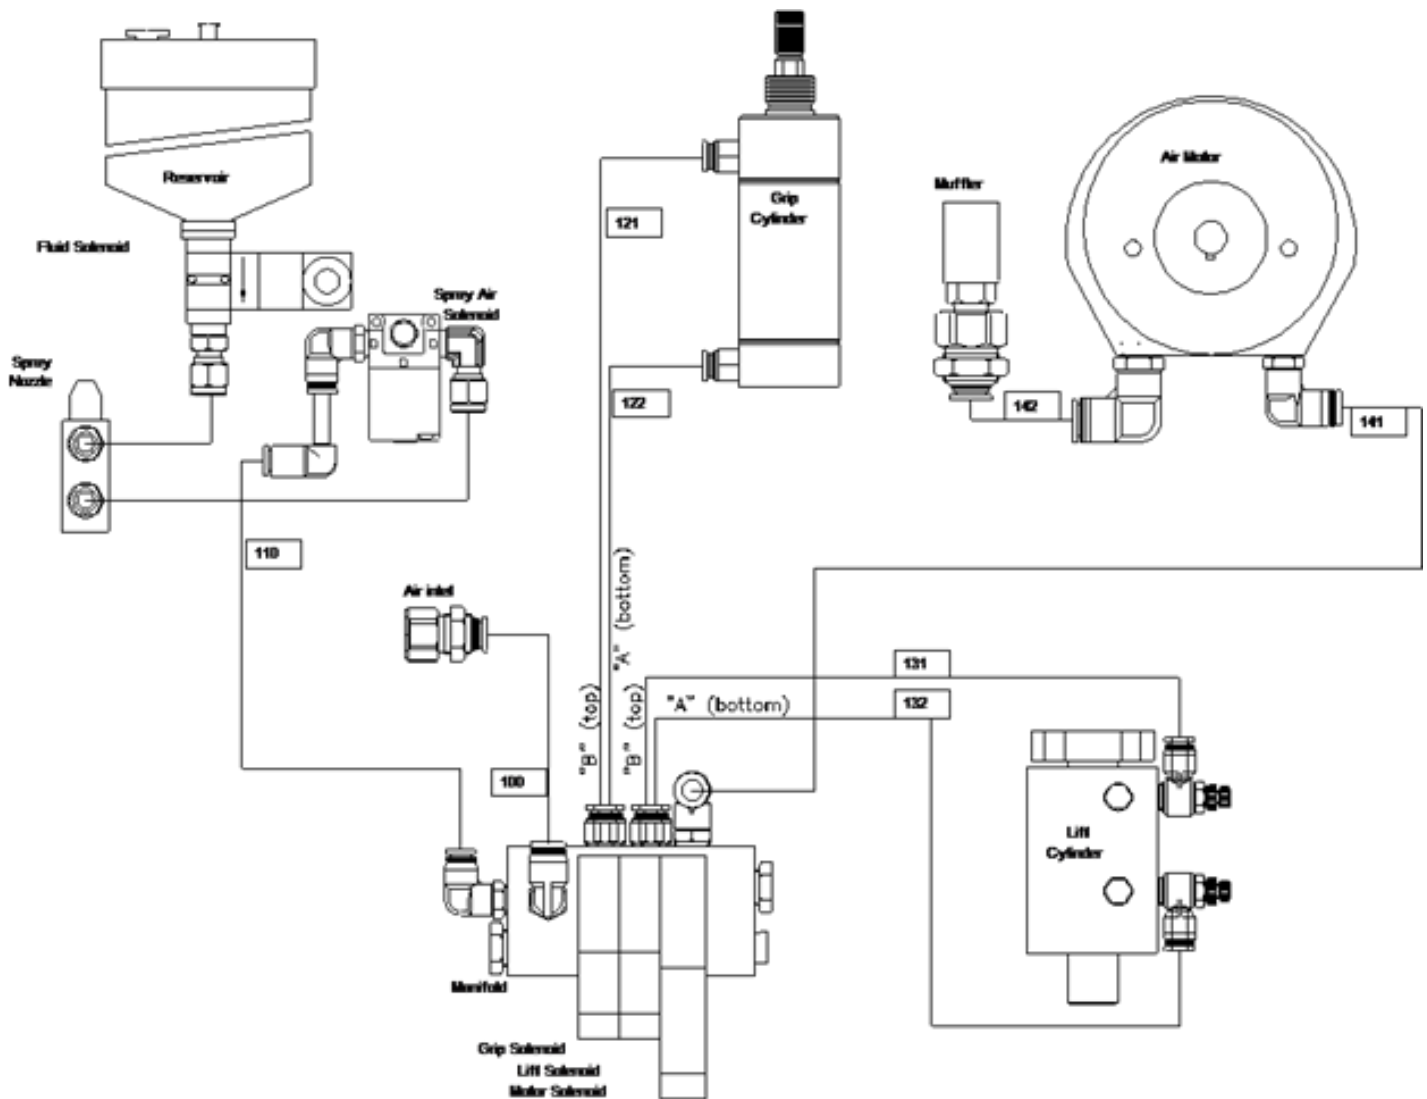 Reservoir
Fluid Solenoid
Spray Air
Solenoid
Spray
Nozzle
Grip
Cylinder
Muffler
Air Motor
121
122
142
141
110
Air intel
100
"B" (top)
"A" (bottom)
"B" (top)
"A" (bottom)
131
132
Lift
Cylinder
Manifold
Grip Solenoid
Lift Solenoid
Motor Solenoid